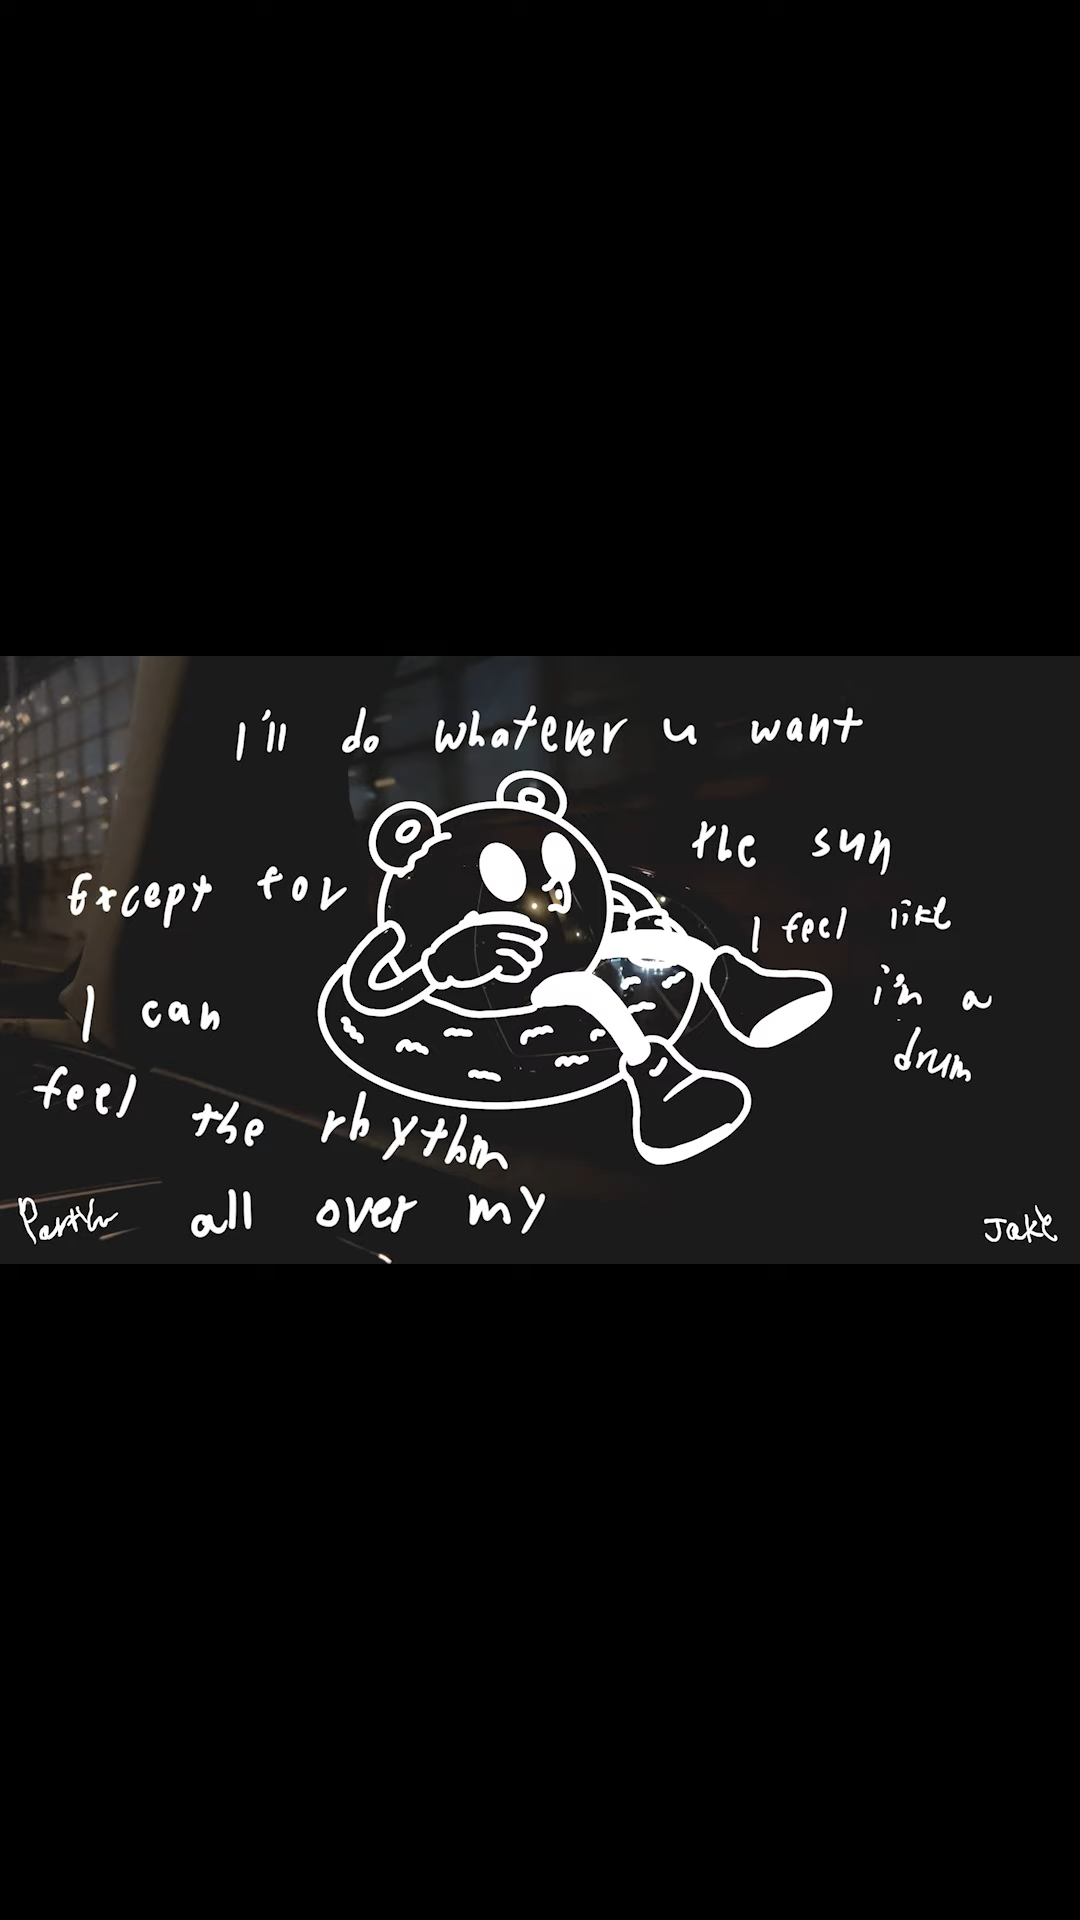 I'll do whatever u want
the sun
Except for
I feel like
i'm a
I can
drum
feel the rhythm
all over my
Parth
Jake